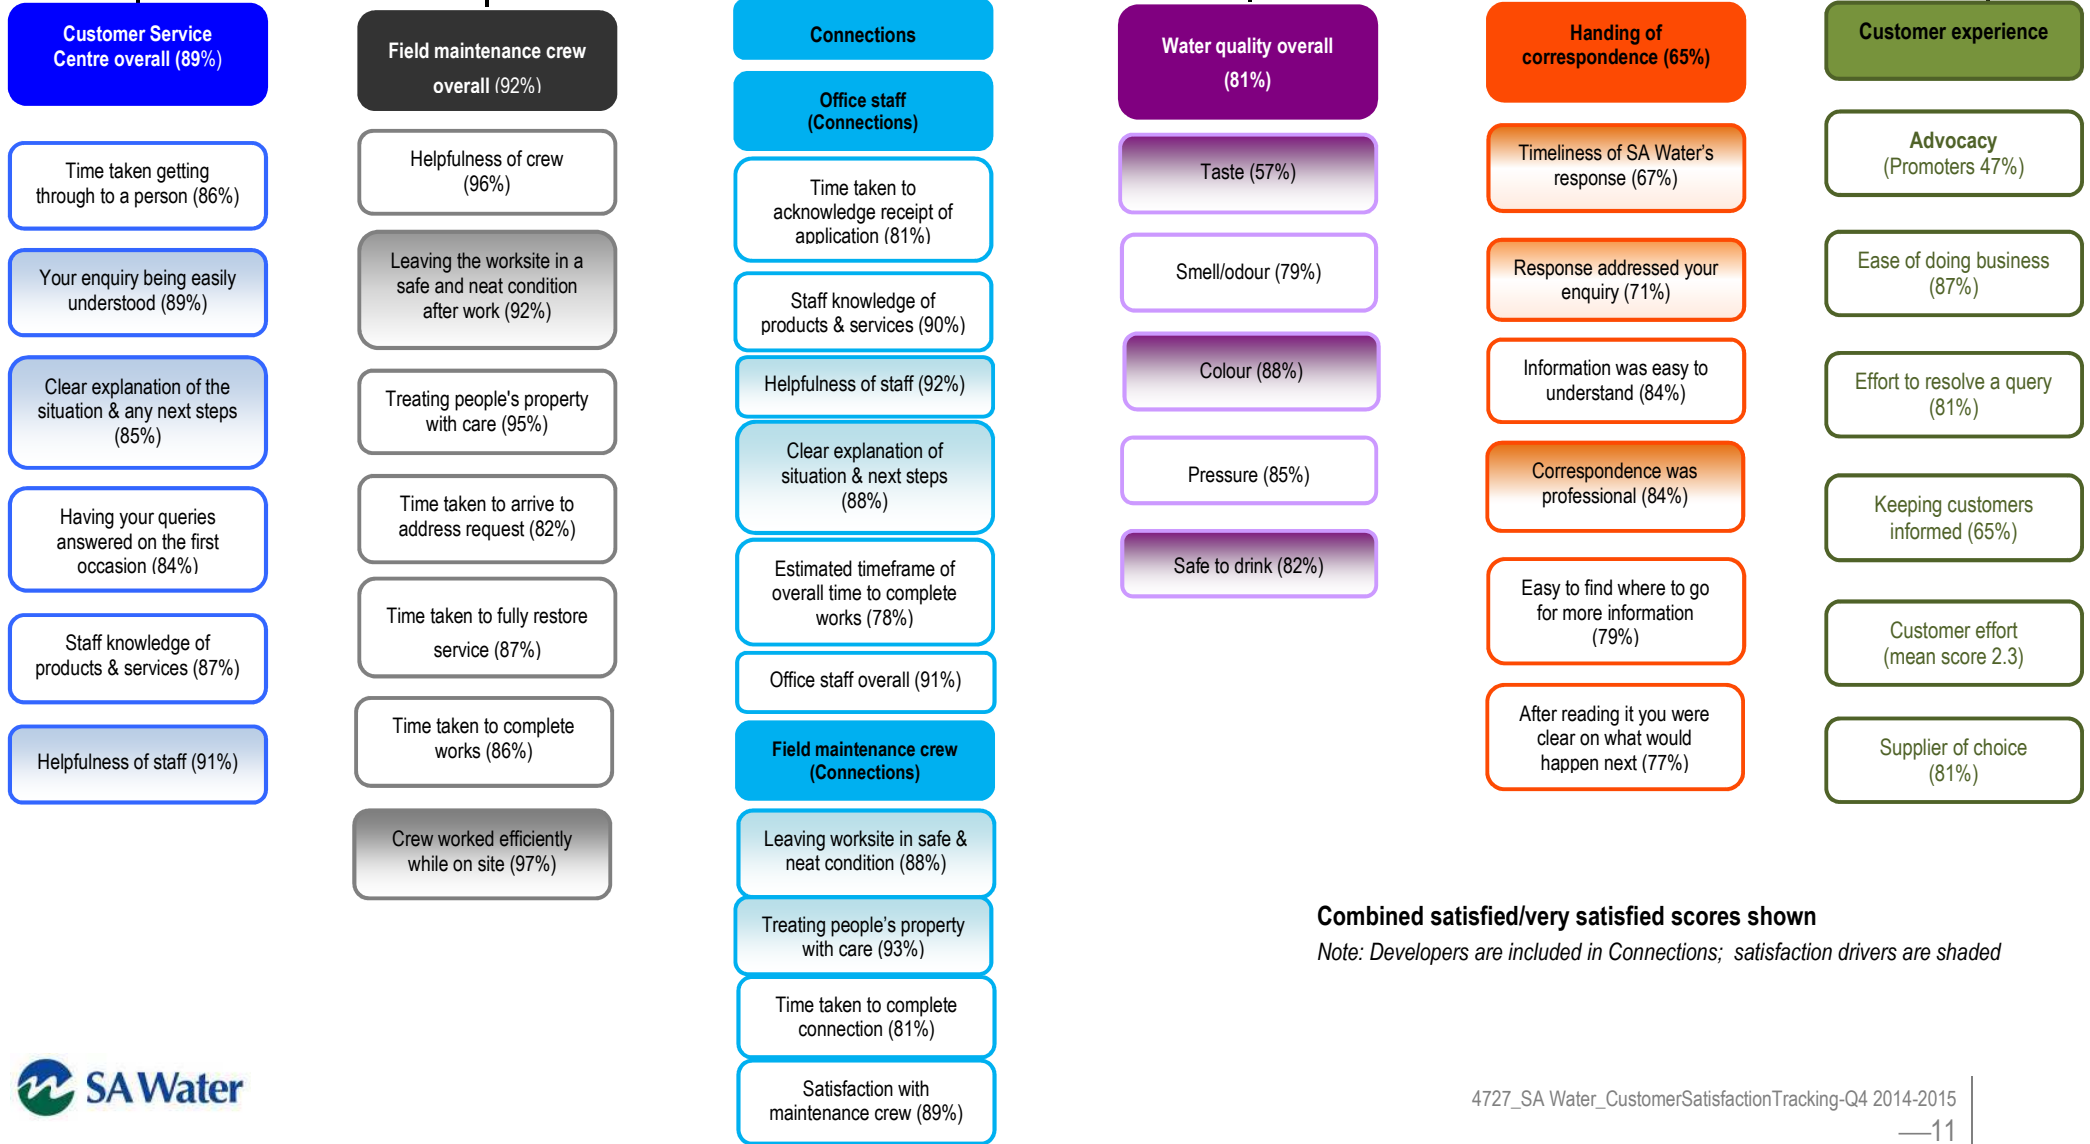 Customer Service
Centre overall (89%)
Time taken getting
through to a person (86%)
Your enquiry being easily
understood (89%)
Clear explanation of the
situation & any next steps
(85%)
Having your queries
answered on the first
occasion (84%)
Staff knowledge of
products & services (87%)
Helpfulness of staff (91%)
Field maintenance crew
overall (92%)
Helpfulness of crew
(96%)
Leaving the worksite in a
safe and neat condition
after work (92%)
Treating people's property
with care (95%)
Time taken to arrive to
address request (82%)
Time taken to fully restore
service (87%)
Time taken to complete
works (86%)
Crew worked efficiently
while on site (97%)
Connections
Office staff
(Connections)
Time taken to
acknowledge receipt of
application (81%)
Staff knowledge of
products & services (90%)
Helpfulness of staff (92%)
Clear explanation of
situation & next steps
(88%)
Estimated timeframe of
overall time to complete
works (78%)
Office staff overall (91%)
Field maintenance crew
(Connections)
Leaving worksite in safe &
neat condition (88%)
Treating people’s property
with care (93%)
Time taken to complete
connection (81%)
Satisfaction with
maintenance crew (89%)
Water quality overall
(81%)
Taste (57%)
Smell/odour (79%)
Colour (88%)
Pressure (85%)
Safe to drink (82%)
Handing of
correspondence (65%)
Timeliness of SA Water’s
response (67%)
Response addressed your
enquiry (71%)
Information was easy to
understand (84%)
Correspondence was
professional (84%)
Easy to find where to go
for more information
(79%)
After reading it you were
clear on what would
happen next (77%)
Customer experience
Advocacy
(Promoters 47%)
Ease of doing business
(87%)
Effort to resolve a query
(81%)
Keeping customers
informed (65%)
Customer effort
(mean score 2.3)
Supplier of choice
(81%)
Combined satisfied/very satisfied scores shown
Note: Developers are included in Connections; satisfaction drivers are shaded
SA Water
4727_SA Water_CustomerSatisfactionTracking-Q4 2014-2015
11